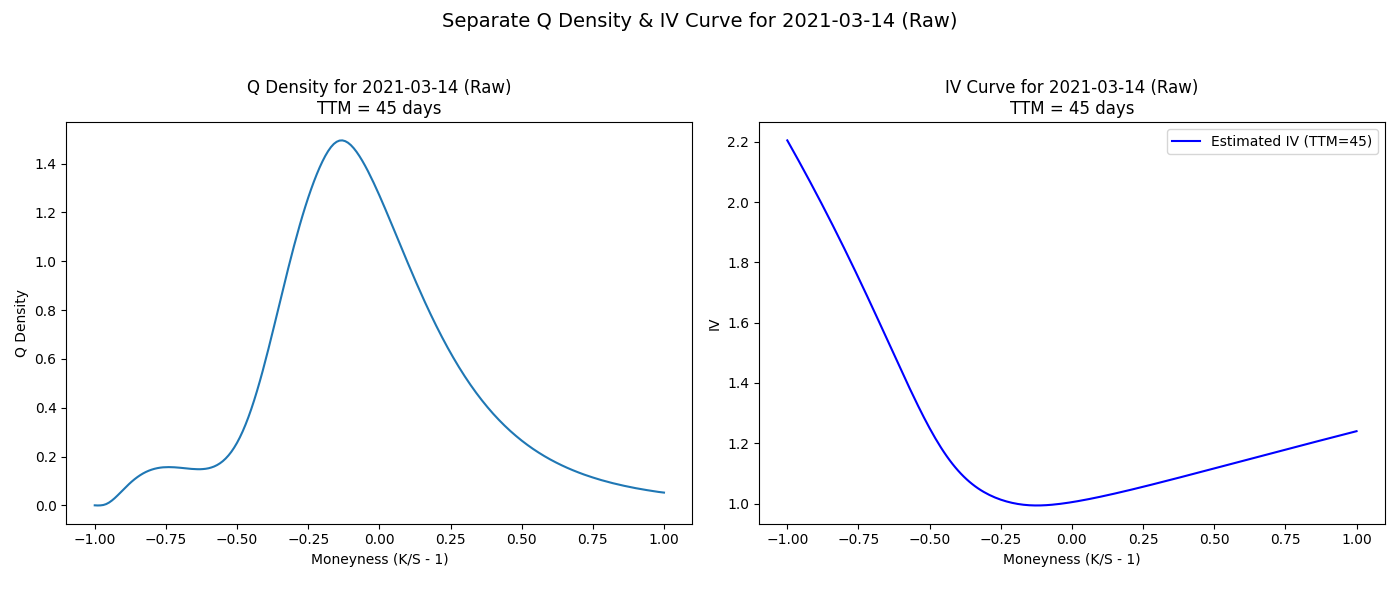 Separate Q Density & IV Curve for 2021-03-14 (Raw)
Q Density for 2021-03-14 (Raw)
TTM = 45 days
Q Density
1.4
1.2
1.0
0.8
0.6
0.4
0.2
0.0
−1.00 −0.75 −0.50 −0.25 0.00 0.25 0.50 0.75 1.00
Moneyness (K/S - 1)
IV Curve for 2021-03-14 (Raw)
TTM = 45 days
Estimated IV (TTM=45)
IV
2.2
2.0
1.8
1.6
1.4
1.2
1.0
−1.00 −0.75 −0.50 −0.25 0.00 0.25 0.50 0.75 1.00
Moneyness (K/S - 1)